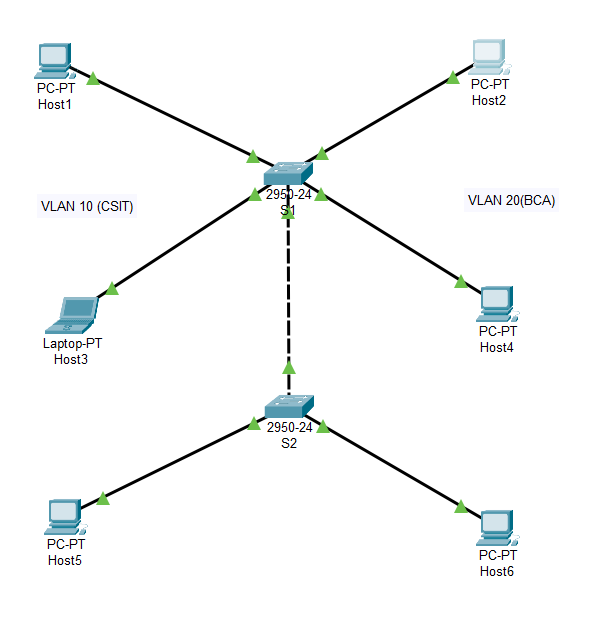 PC-PT
Host1
PC-PT
Host2
2950-24
S1
VLAN 10 (CSIT)
VLAN 20(BCA)
Laptop-PT
Host3
PC-PT
Host4
2950-24
S2
PC-PT
Host5
PC-PT
Host6